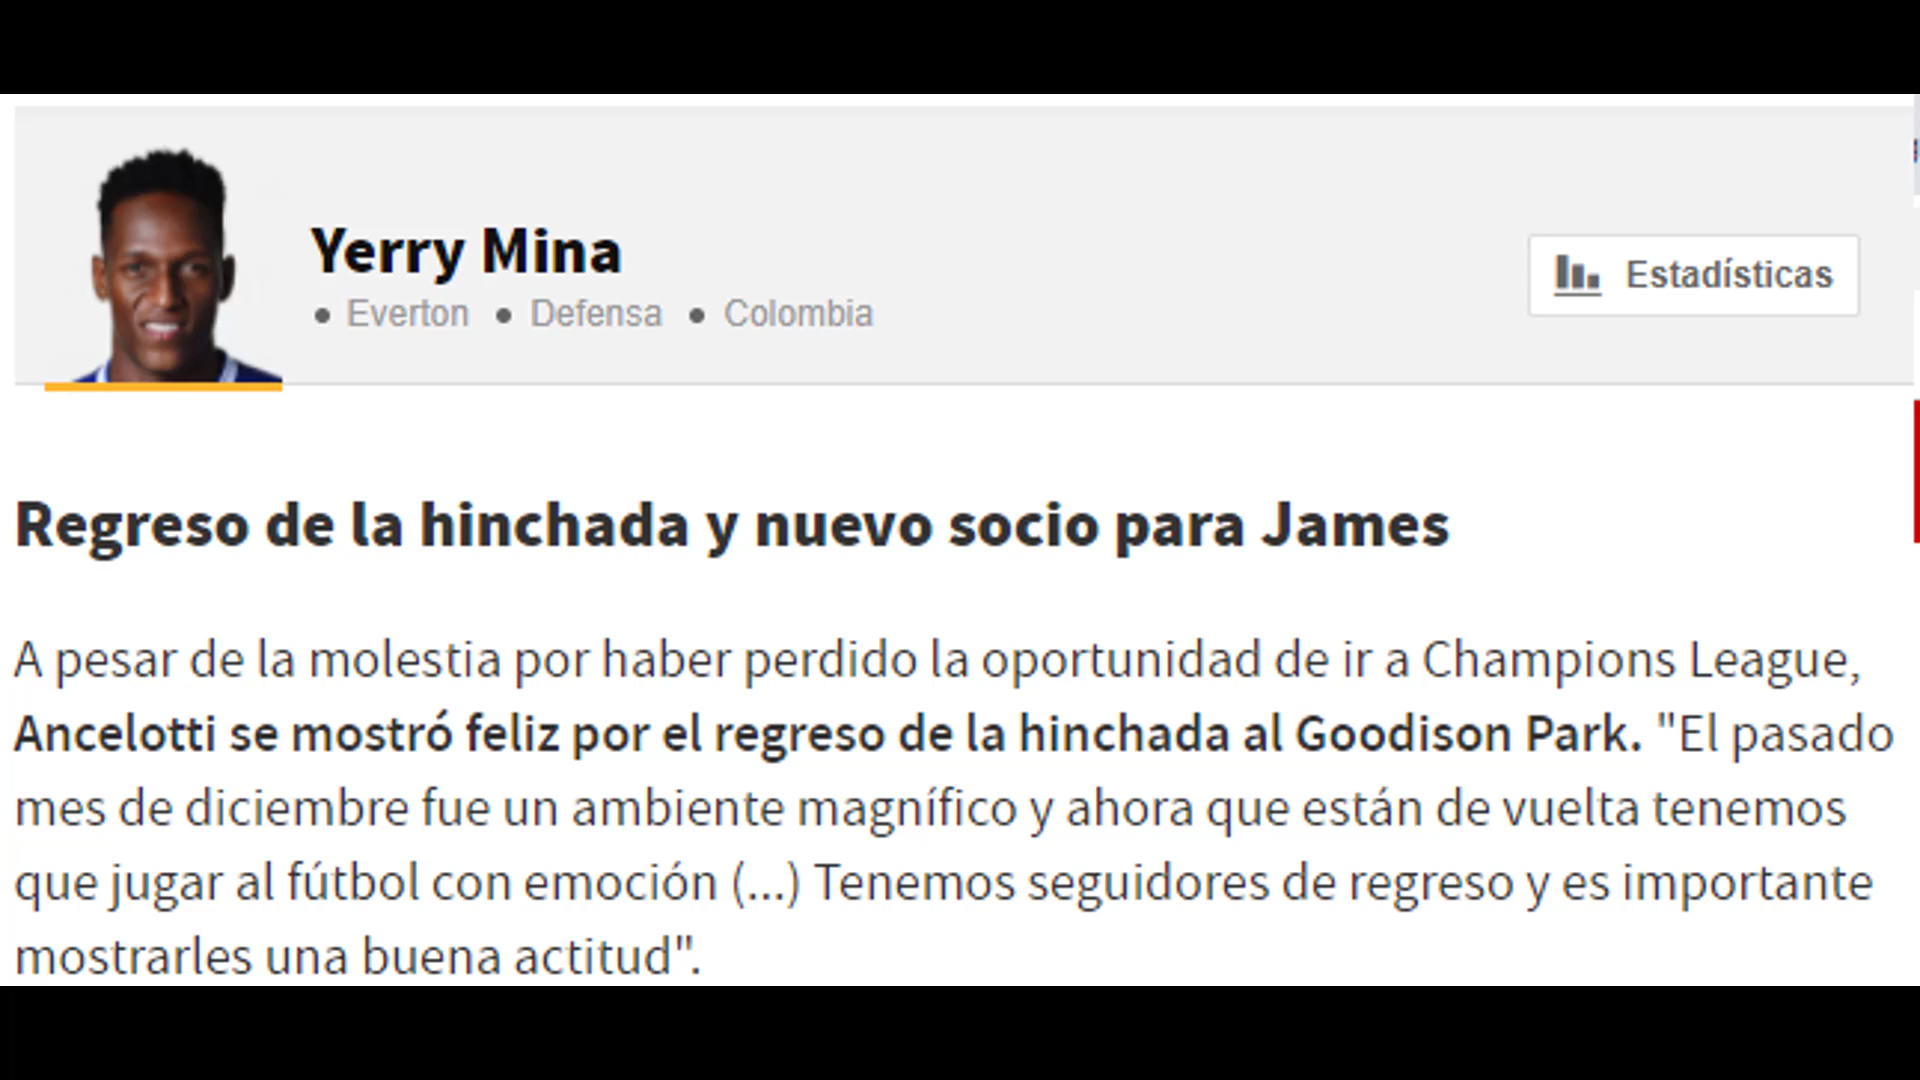 Yerry Mina
• Everton • Defensa • Colombia
Estadísticas
Regreso de la hinchada y nuevo socio para James
A pesar de la molestia por haber perdido la oportunidad de ir a Champions League,
Ancelotti se mostró feliz por el regreso de la hinchada al Goodison Park. "El pasado
mes de diciembre fue un ambiente magnífico y ahora que están de vuelta tenemos
que jugar al fútbol con emoción (...) Tenemos seguidores de regreso y es importante
mostrarles una buena actitud".